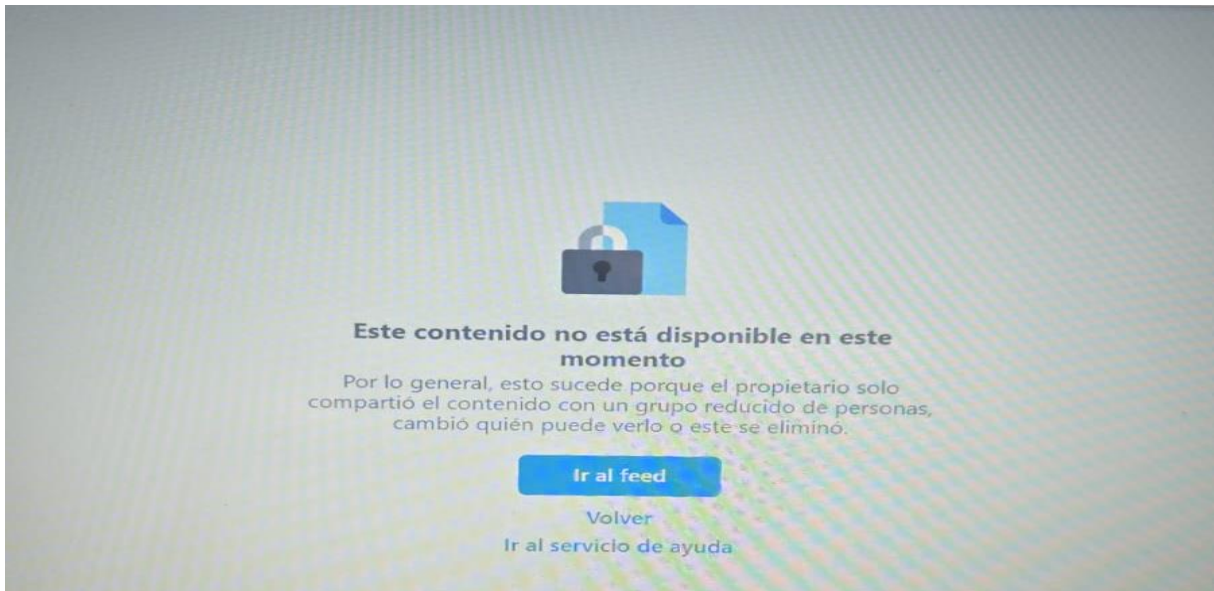 Este contenido no está disponible en este
momento
Por lo general, esto sucede porque el propietario solo
compartió el contenido con un grupo reducido de personas,
cambió quién puede verlo o este se eliminó.
Ir al feed
Volver
Ir al servicio de ayuda